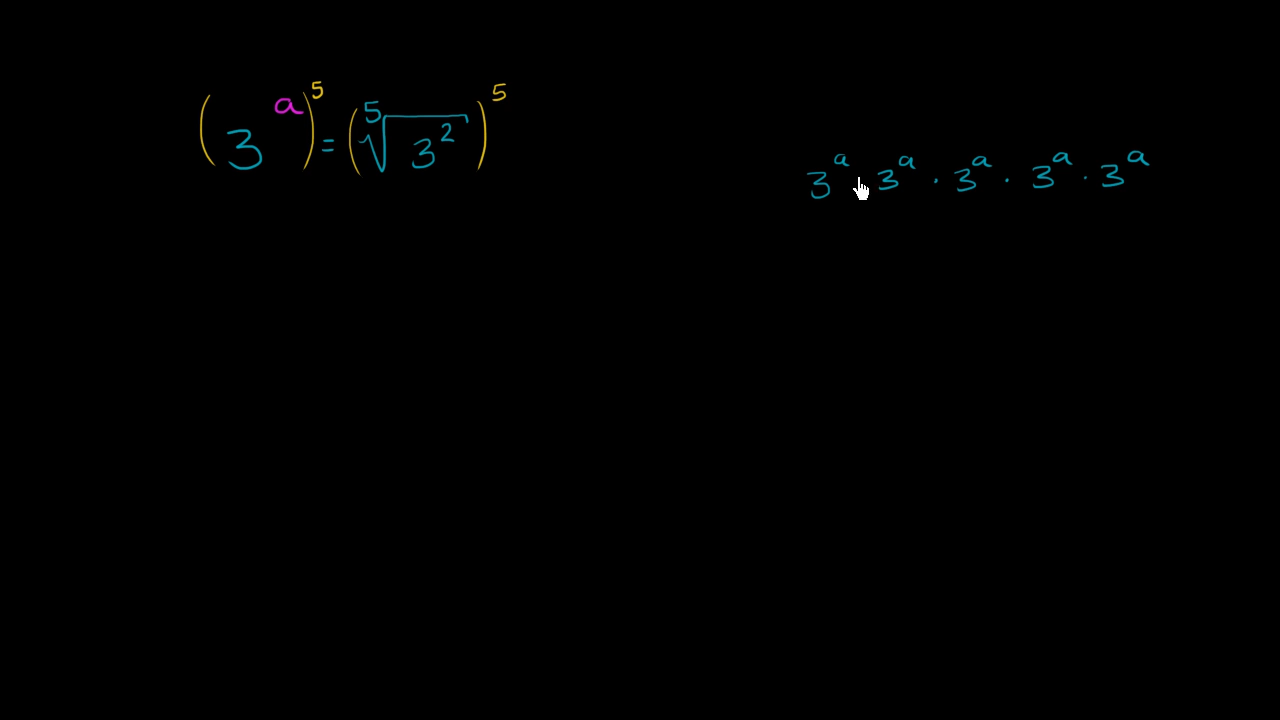 (3^a)^5 = (⁵√(3^2))^5
3^a · 3^a · 3^a · 3^a · 3^a